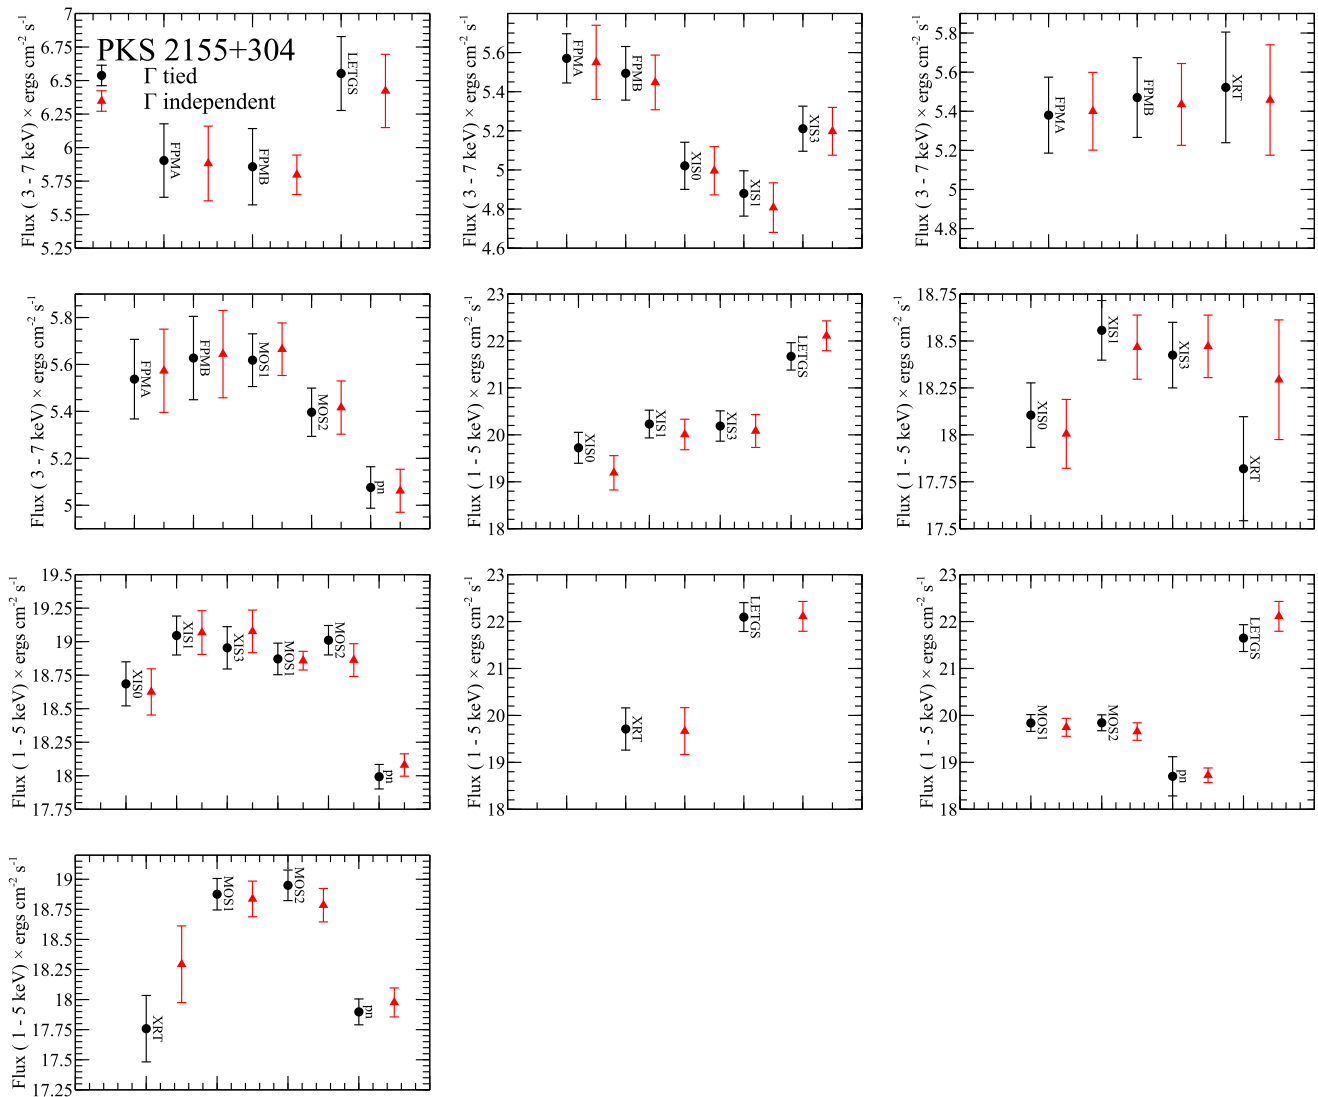 PKS 2155+304
Γ tied
Γ independent
Flux ( 3 - 7 keV) × ergs cm⁻² s⁻¹
7
6.75
6.5
6.25
6
5.75
5.5
5.25
FPMA
FPMB
LETGS
Flux ( 3 - 7 keV) × ergs cm⁻² s⁻¹
5.6
5.4
5.2
5
4.8
4.6
FPMA
FPMB
XIS0
XIS1
XIS3
Flux ( 3 - 7 keV) × ergs cm⁻² s⁻¹
5.8
5.6
5.4
5.2
5
4.8
FPMA
FPMB
XRT
Flux ( 3 - 7 keV) × ergs cm⁻² s⁻¹
5.8
5.6
5.4
5.2
5
FPMA
FPMB
MOS1
MOS2
pn
Flux ( 1 - 5 keV) × ergs cm⁻² s⁻¹
23
22
21
20
19
18
XIS0
XIS1
XIS3
LETGS
Flux ( 1 - 5 keV) × ergs cm⁻² s⁻¹
18.75
18.5
18.25
18
17.75
17.5
XIS0
XIS1
XIS3
XRT
Flux ( 1 - 5 keV) × ergs cm⁻² s⁻¹
19.5
19.25
19
18.75
18.5
18.25
18
17.75
XIS0
XIS1
XIS3
MOS1
MOS2
pn
Flux ( 1 - 5 keV) × ergs cm⁻² s⁻¹
23
22
21
20
19
18
XRT
LETGS
Flux ( 1 - 5 keV) × ergs cm⁻² s⁻¹
23
22
21
20
19
18
MOS1
MOS2
pn
LETGS
Flux ( 1 - 5 keV) × ergs cm⁻² s⁻¹
19
18.75
18.5
18.25
18
17.75
17.5
17.25
XRT
MOS1
MOS2
pn